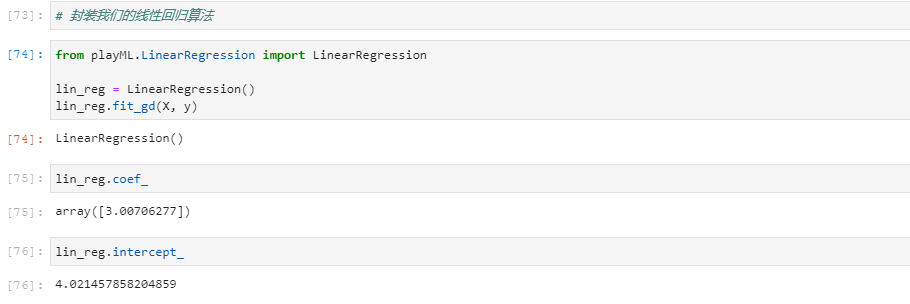 [73]: # 封装我们的线性回归算法
[74]: from playML.LinearRegression import LinearRegression
lin_reg = LinearRegression()
lin_reg.fit_gd(X, y)
[74]: LinearRegression()
[75]: lin_reg.coef_
[75]: array([3.00706277])
[76]: lin_reg.intercept_
[76]: 4.021457858204859